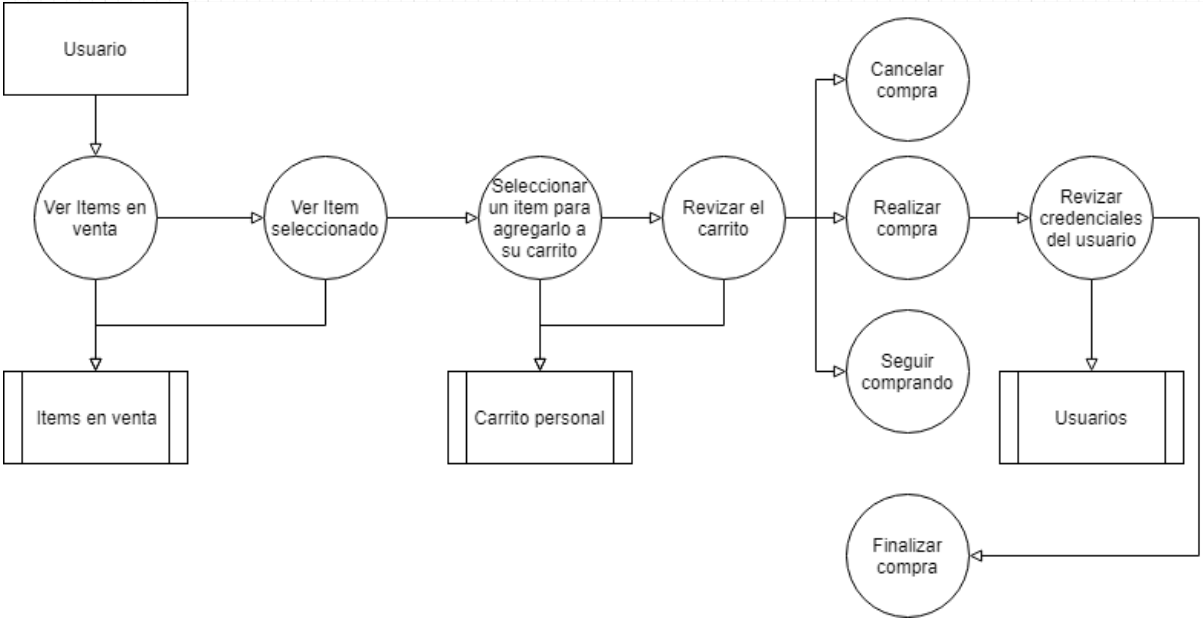 Usuario
Cancelar
compra
Ver Items en
venta
Ver Item
seleccionado
Seleccionar
un item para
agregarlo a
su carrito
Revizar el
carrito
Realizar
compra
Revizar
credenciales
del usuario
Seguir
comprando
Items en venta
Carrito personal
Usuarios
Finalizar
compra